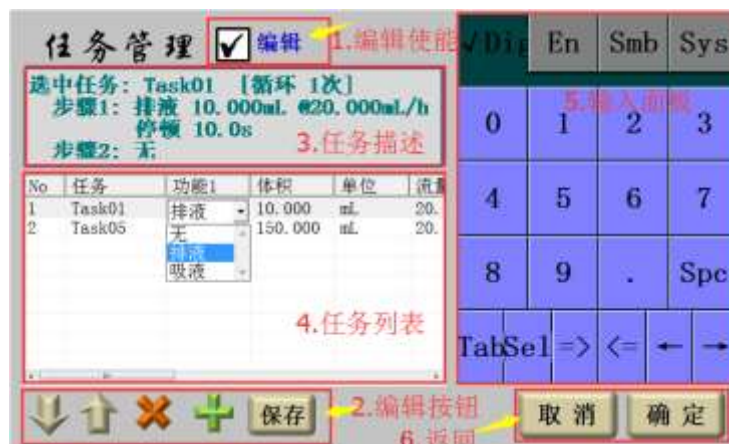 任务管理 编辑 1.编辑使能
选中任务: Task01 [循环 1次]
步骤1: 排液 10.000mL @20.000mL/h
停顿 10.0s
步骤2: 无
3.任务描述
No 任务 功能1 体积 单位 流量
1 Task01 排液 10.000 mL 20.
2 Task05 无 150.000 mL 20.
排液
吸液
4.任务列表
保存 2.编辑按钮
6.返回
√Dig En Smb Sys
5.输入面板
0 1 2 3
4 5 6 7
8 9 . Spc
Tab Sel => <= ← →
取消 确定